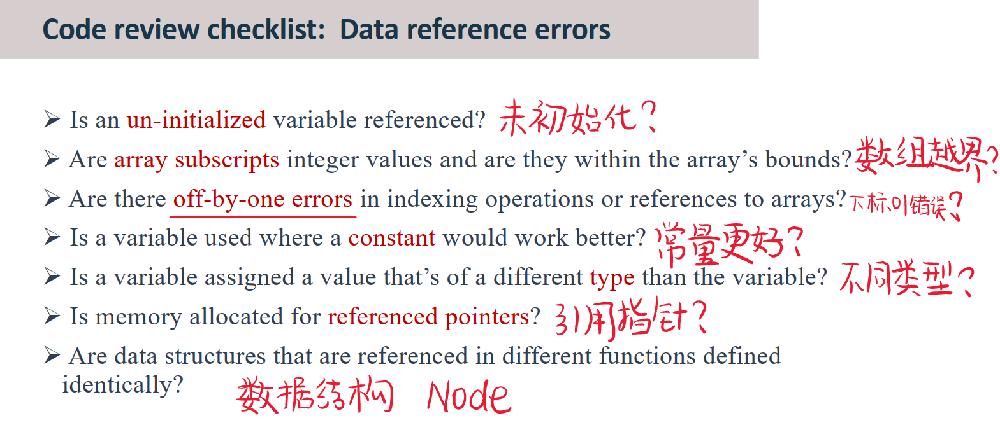 Code review checklist:  Data reference errors
➢ Is an un-initialized variable referenced? 未初始化?
➢ Are array subscripts integer values and are they within the array’s bounds? 数组越界?
➢ Are there off-by-one errors in indexing operations or references to arrays? 下标01错误?
➢ Is a variable used where a constant would work better? 常量更好?
➢ Is a variable assigned a value that’s of a different type than the variable? 不同类型?
➢ Is memory allocated for referenced pointers? 引用指针?
➢ Are data structures that are referenced in different functions defined
identically? 数据结构 Node